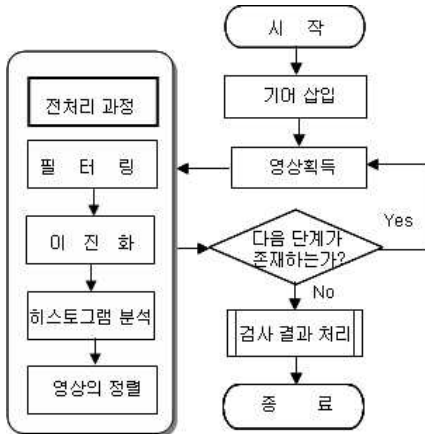 시 작
기어 삽입
영상획득
전처리 과정
필 터 링
이 진 화
히스토그램 분석
영상의 정렬
다음 단계가
존재하는가?
Yes
No
검사 결과 처리
종 료